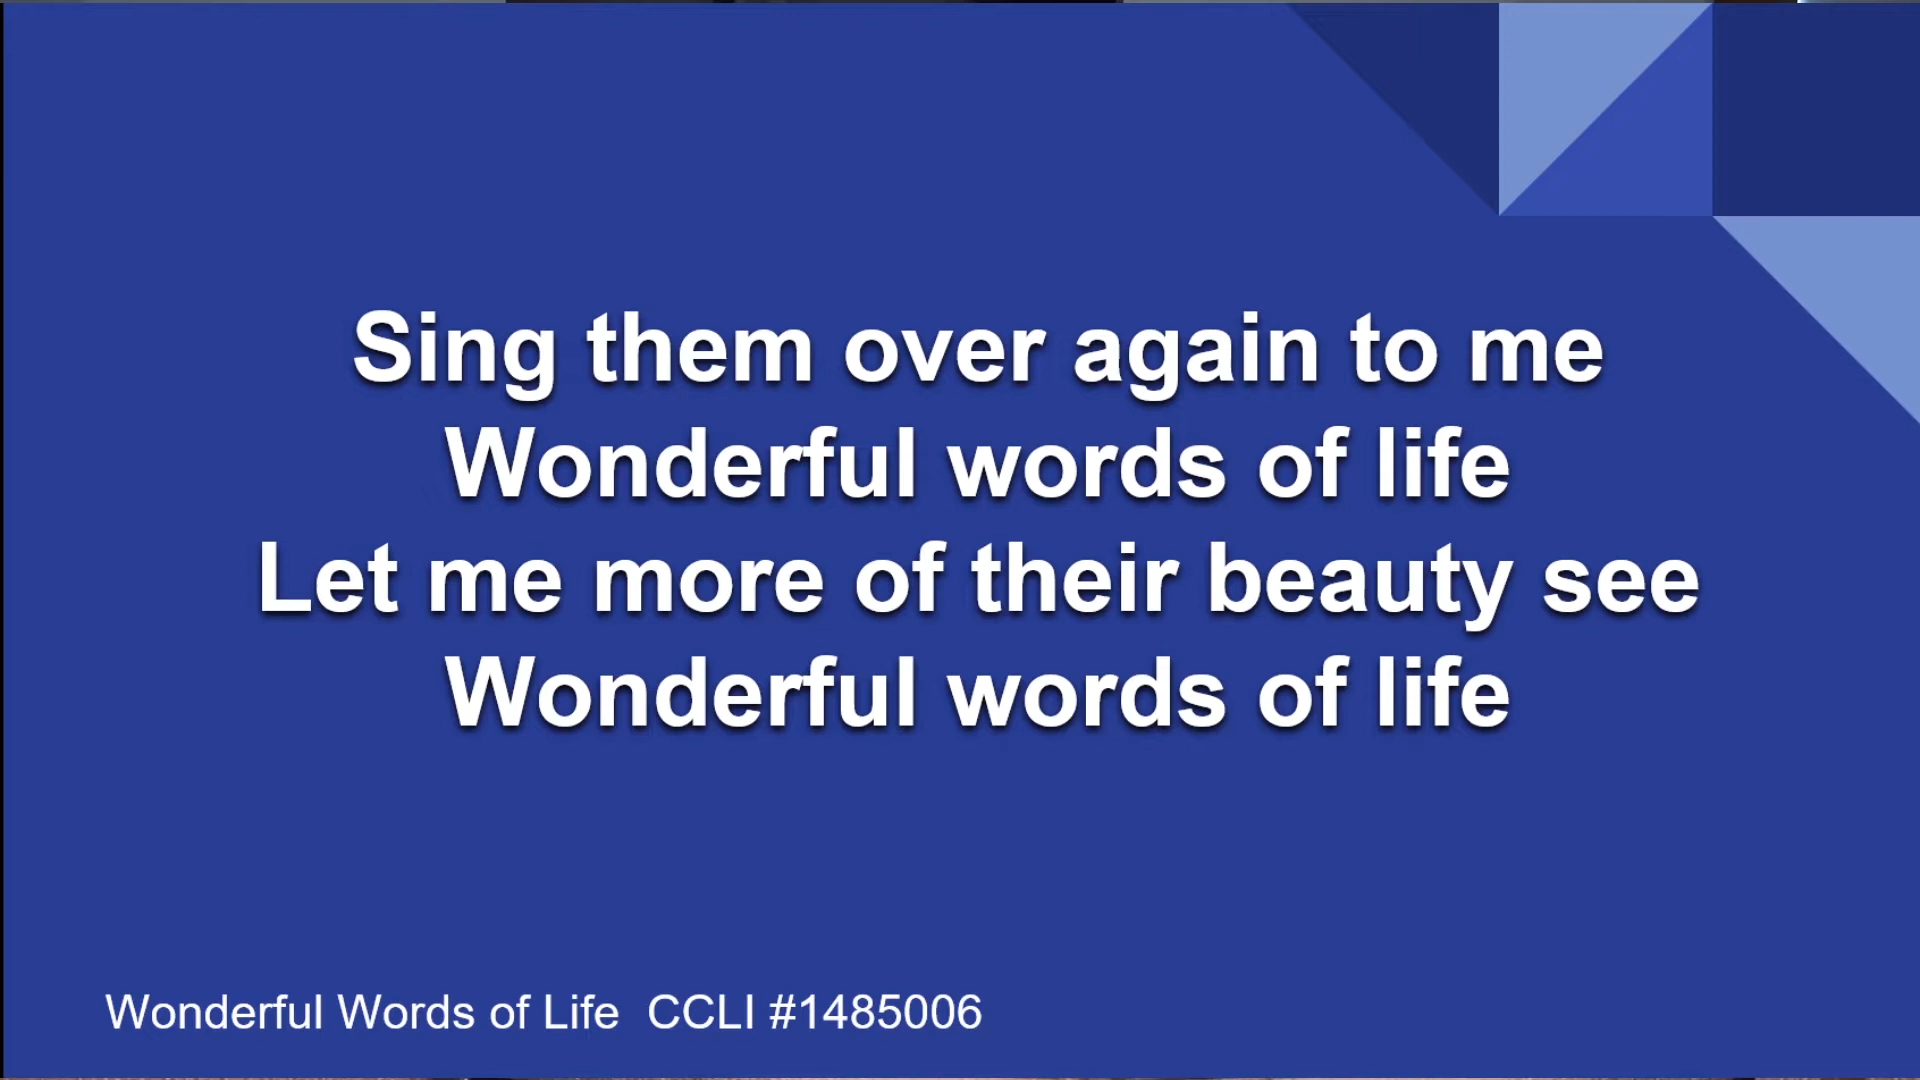 Sing them over again to me
Wonderful words of life
Let me more of their beauty see
Wonderful words of life
Wonderful Words of Life  CCLI #1485006